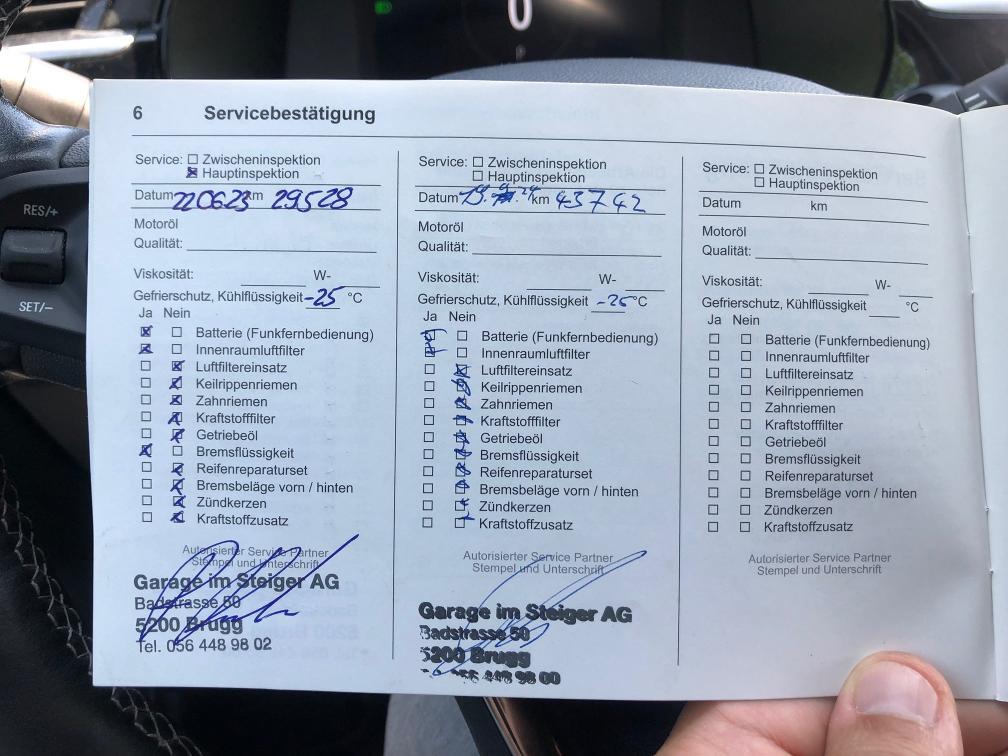 0
RES/+
SET/–
6 Servicebestätigung
Service: ☐ Zwischeninspektion
☒ Hauptinspektion
Datum 220623 km 29528
Motoröl
Qualität:
Viskosität: W-
Gefrierschutz, Kühlflüssigkeit -25 °C
Ja Nein
☒ ☐ Batterie (Funkfernbedienung)
☒ ☐ Innenraumluftfilter
☐ ☒ Luftfiltereinsatz
☐ ☒ Keilrippenriemen
☐ ☒ Zahnriemen
☐ ☒ Kraftstofffilter
☐ ☒ Getriebeöl
☒ ☐ Bremsflüssigkeit
☐ ☒ Reifenreparaturset
☐ ☒ Bremsbeläge vorn / hinten
☐ ☒ Zündkerzen
☐ ☒ Kraftstoffzusatz
Autorisierter Service Partner
Stempel und Unterschrift
Garage im Steiger AG
Badstrasse 50
5200 Brugg
Tel. 056 448 98 02
Service: ☐ Zwischeninspektion
☐ Hauptinspektion
Datum km 43742
Motoröl
Qualität:
Viskosität: W-
Gefrierschutz, Kühlflüssigkeit °C
Ja Nein
☒ ☐ Batterie (Funkfernbedienung)
☒ ☐ Innenraumluftfilter
☐ ☒ Luftfiltereinsatz
☐ ☒ Keilrippenriemen
☐ ☒ Zahnriemen
☐ ☒ Kraftstofffilter
☐ ☒ Getriebeöl
☐ ☒ Bremsflüssigkeit
☐ ☒ Reifenreparaturset
☐ ☒ Bremsbeläge vorn / hinten
☐ ☒ Zündkerzen
☐ ☒ Kraftstoffzusatz
Autorisierter Service Partner
Stempel und Unterschrift
Garage im Steiger AG
Badstrasse 50
5200 Brugg
056 448 98 00
Service: ☐ Zwischeninspektion
☐ Hauptinspektion
Datum km
Motoröl
Qualität:
Viskosität: W-
Gefrierschutz, Kühlflüssigkeit °C
Ja Nein
☐ ☐ Batterie (Funkfernbedienung)
☐ ☐ Innenraumluftfilter
☐ ☐ Luftfiltereinsatz
☐ ☐ Keilrippenriemen
☐ ☐ Zahnriemen
☐ ☐ Kraftstofffilter
☐ ☐ Getriebeöl
☐ ☐ Bremsflüssigkeit
☐ ☐ Reifenreparaturset
☐ ☐ Bremsbeläge vorn / hinten
☐ ☐ Zündkerzen
☐ ☐ Kraftstoffzusatz
Autorisierter Service Partner
Stempel und Unterschrift